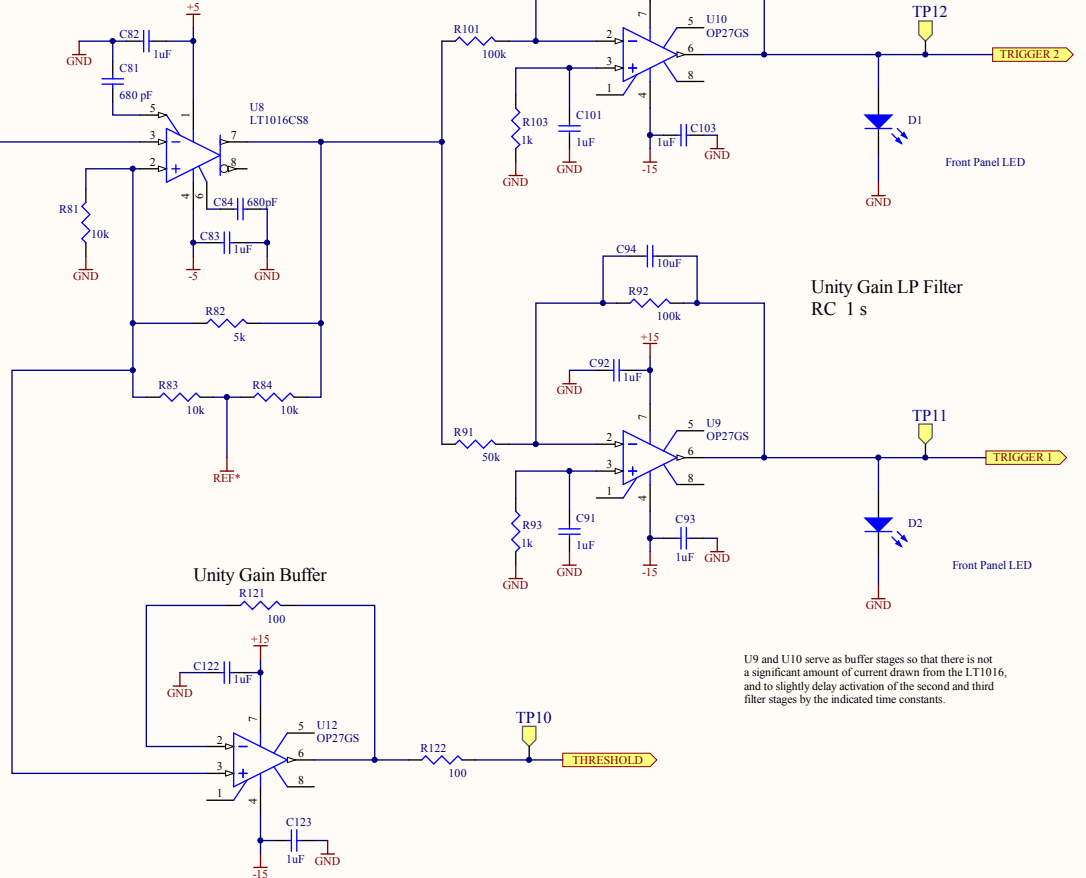 +5
C82
1uF
GND
C81
680 pF
5
1
U8
LT1016CS8
3
7
2
8
4
6
R81
10k
GND
C84
680pF
C83
1uF
-5
GND
R82
5k
R83
10k
R84
10k
REF*
R101
100k
7
U10
OP27GS
2
5
3
6
1
8
4
R103
1k
GND
C101
1uF
GND
C103
1uF
GND
-15
TP12
TRIGGER 2
D1
Front Panel LED
GND
C94
10uF
R92
100k
Unity Gain LP Filter
RC 1 s
+15
C92
1uF
GND
7
U9
OP27GS
R91
50k
2
5
3
6
1
8
4
R93
1k
GND
C91
1uF
GND
C93
1uF
GND
-15
TP11
TRIGGER 1
D2
Front Panel LED
GND
Unity Gain Buffer
R121
100
+15
C122
1uF
GND
7
U12
OP27GS
2
5
3
6
1
8
4
R122
100
TP10
THRESHOLD
C123
1uF
GND
-15
U9 and U10 serve as buffer stages so that there is not
a significant amount of current drawn from the LT1016,
and to slightly delay activation of the second and third
filter stages by the indicated time constants.